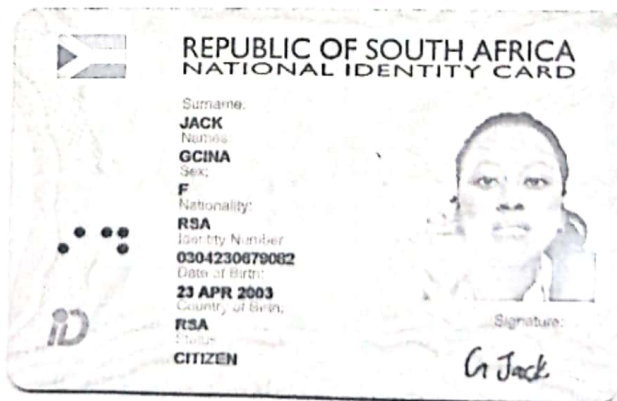 REPUBLIC OF SOUTH AFRICA
NATIONAL IDENTITY CARD
Surname:
JACK
Names
GCINA
Sex:
F
Nationality:
RSA
Identity Number
0304230679082
Date of Birth:
23 APR 2003
Country of Birth:
RSA
Status
CITIZEN
iD
Signature:
G Jack